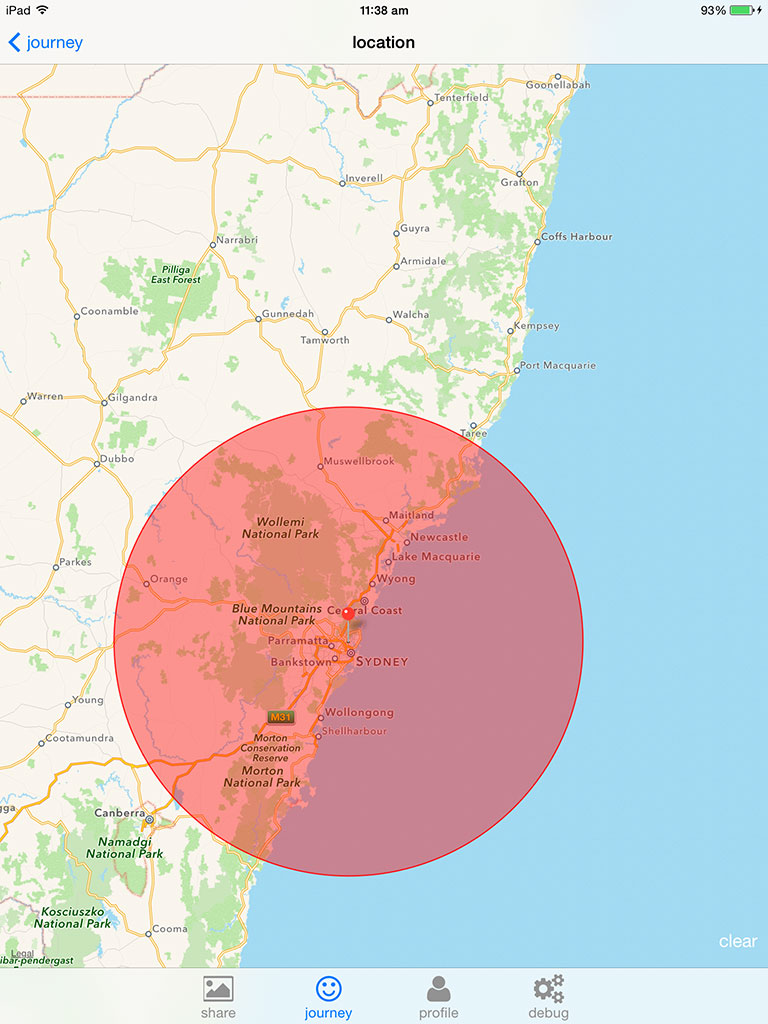 iPad
11:38 am
93%
journey
location
Goonellabah
Tenterfield
Inverell
Grafton
Guyra
Coffs Harbour
Narrabri
Armidale
Pilliga
East Forest
Coonamble
Gunnedah
Walcha
Kempsey
Tamworth
Port Macquarie
Warren
Gilgandra
Taree
Dubbo
Muswellbrook
Maitland
Wollemi
National Park
Newcastle
Lake Macquarie
Parkes
Orange
Wyong
Blue Mountains
National Park
Central Coast
Parramatta
Bankstown
SYDNEY
Young
M31
Wollongong
Shellharbour
Cootamundra
Morton
Conservation
Reserve
Morton
National Park
gga
Canberra
Namadgi
National Park
Kosciuszko
National Park
Cooma
clear
Legal
ibar-pendergast
share
journey
profile
debug